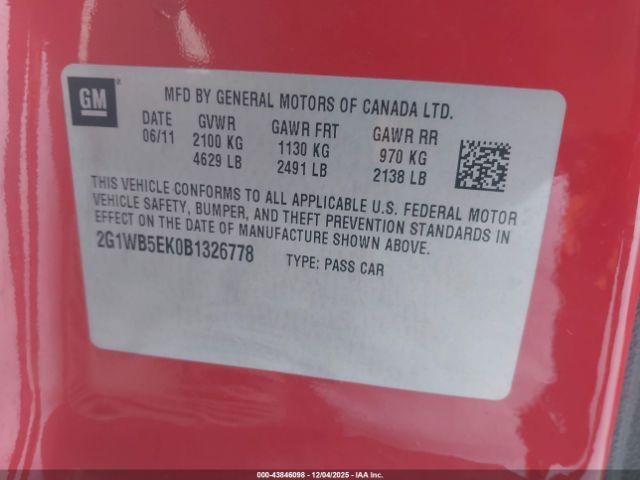 GM
MFD BY GENERAL MOTORS OF CANADA LTD.
DATE GVWR GAWR FRT GAWR RR
06/11 2100 KG 1130 KG 970 KG
4629 LB 2491 LB 2138 LB
THIS VEHICLE CONFORMS TO ALL APPLICABLE U.S. FEDERAL MOTOR
VEHICLE SAFETY, BUMPER, AND THEFT PREVENTION STANDARDS IN
EFFECT ON THE DATE OF MANUFACTURE SHOWN ABOVE.
2G1WB5EK0B1326778 TYPE: PASS CAR
000-43846098 - 12/04/2025 - IAA Inc.